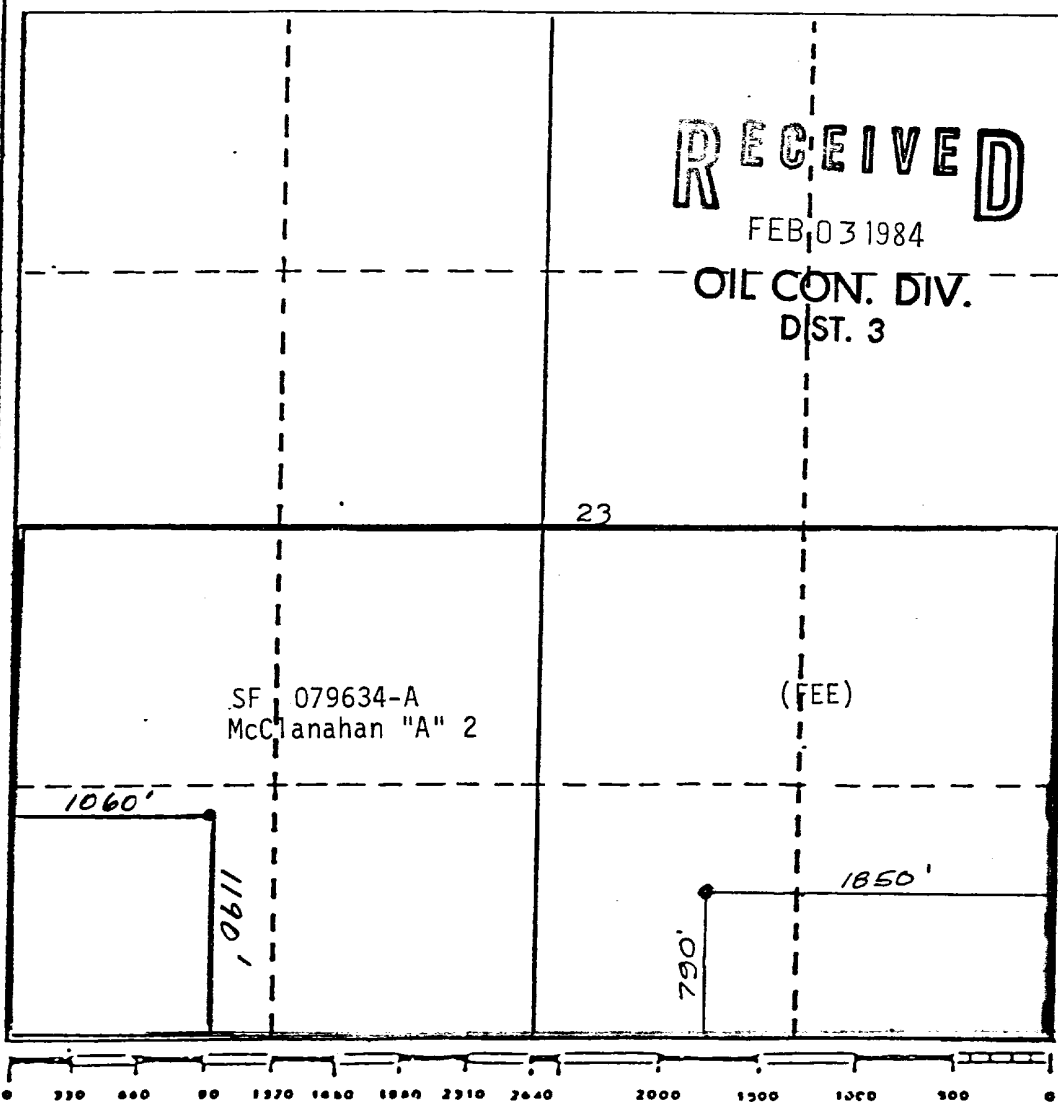 RECEIVED
FEB 03 1984
OIL CON. DIV.
DIST. 3
23
SF 079634-A
McClanahan "A" 2
(FEE)
1060'
1190'
1850'
790'
0 330 660 90 1320 1650 1980 2310 2640 2000 1500 1000 500 0